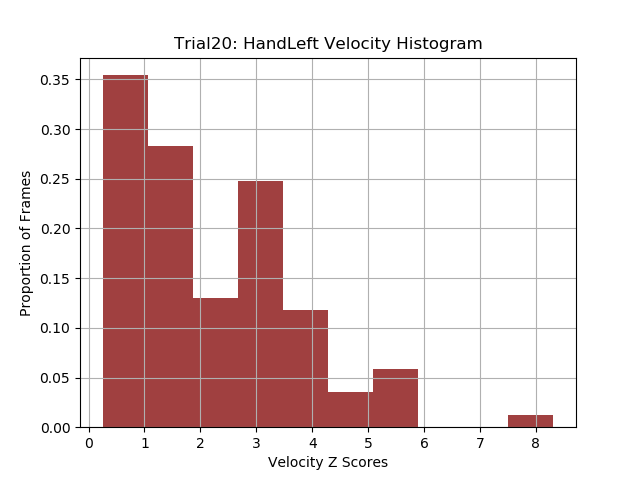 Trial20: HandLeft Velocity Histogram
Proportion of Frames
0.35
0.30
0.25
0.20
0.15
0.10
0.05
0.00
0 1 2 3 4 5 6 7 8
Velocity Z Scores